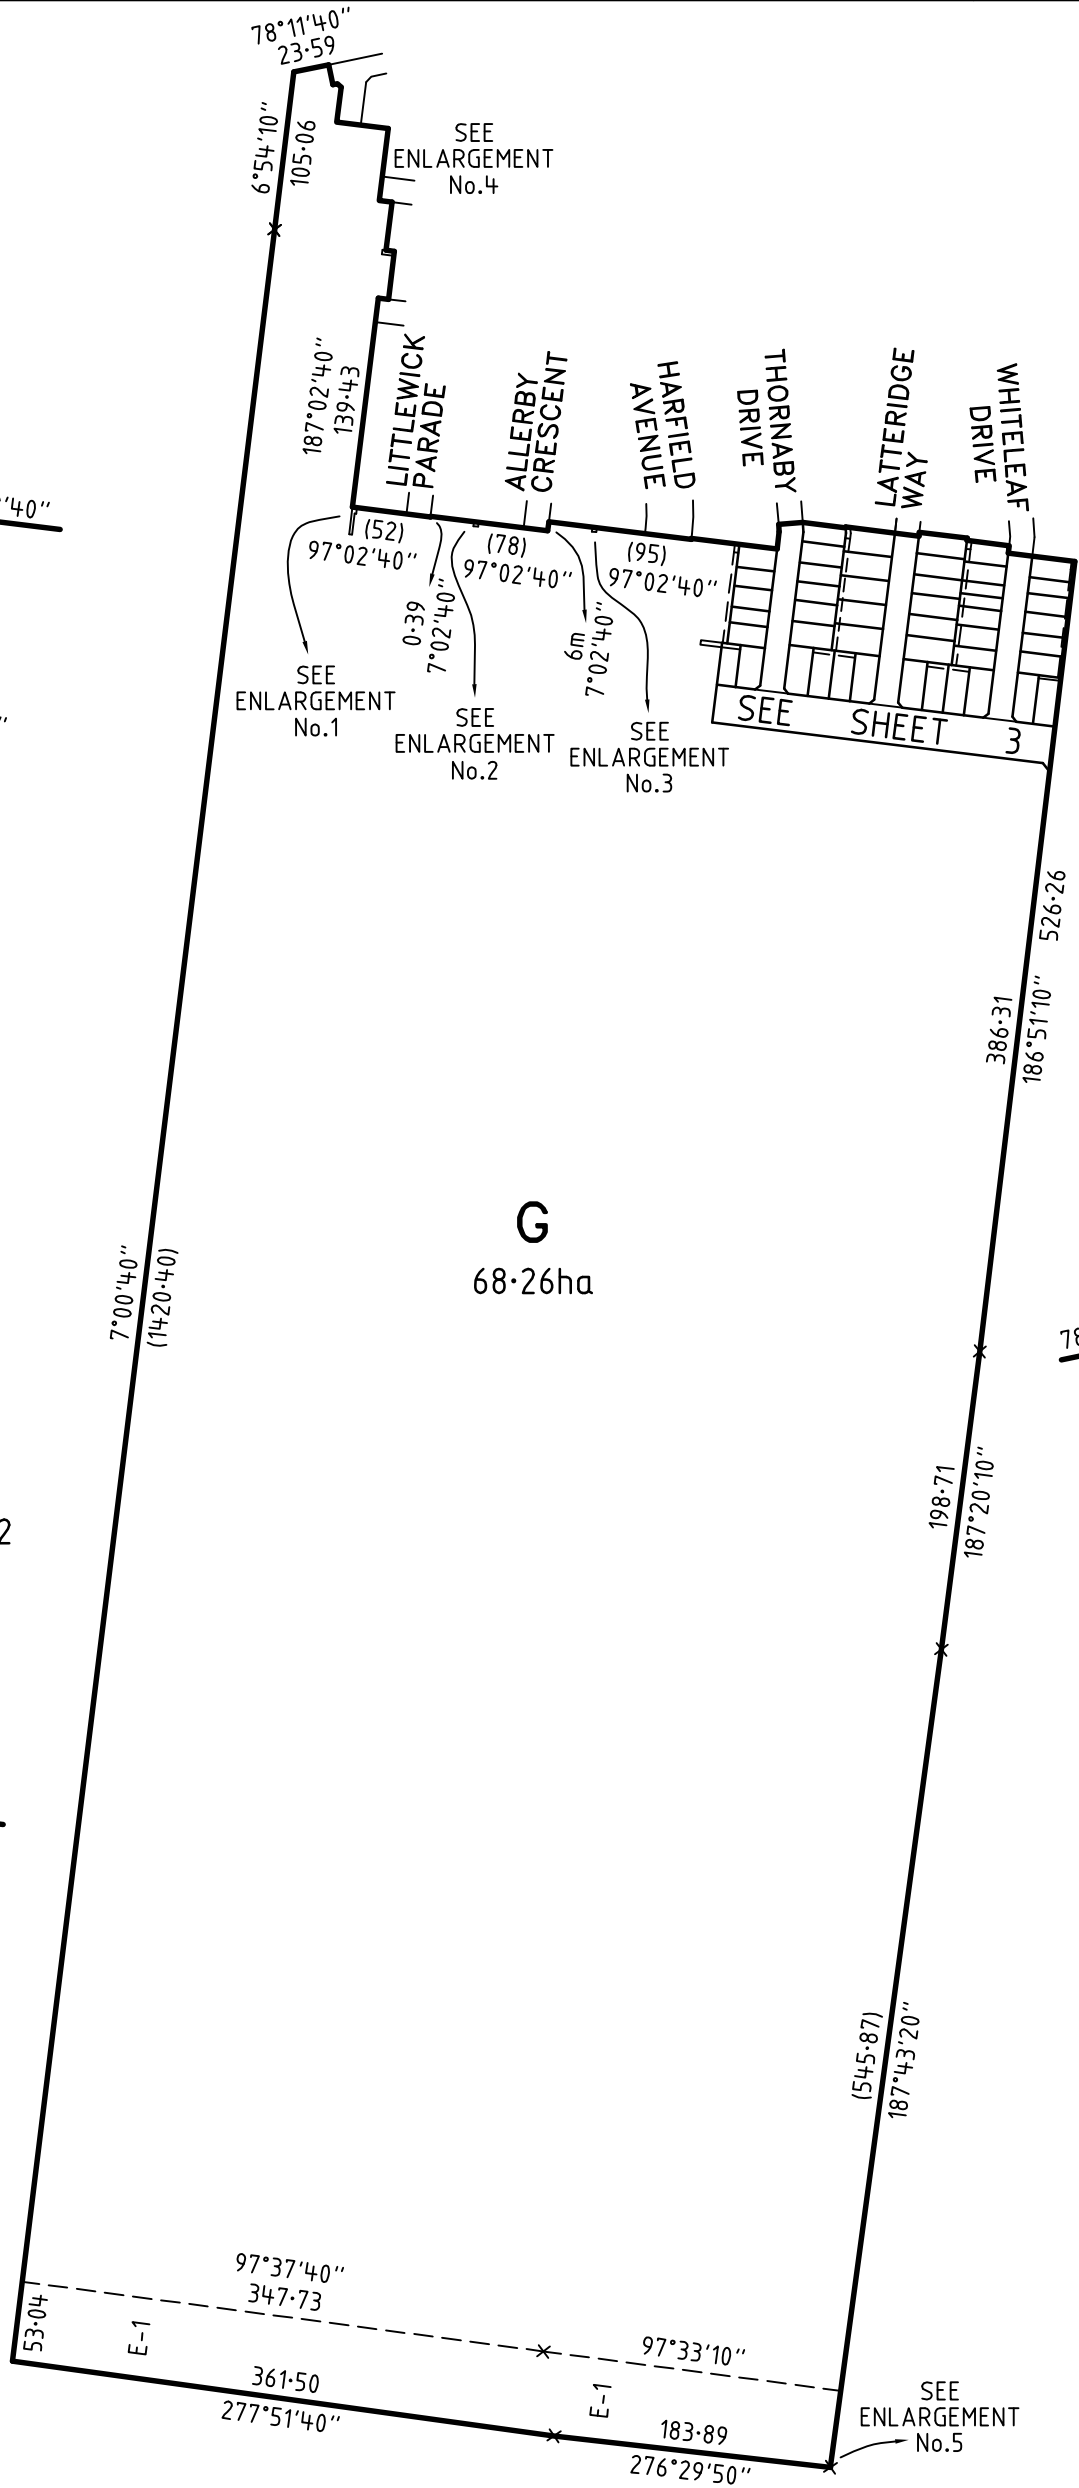 78°11'40"
23·59
6°54'10"
105·06
SEE
ENLARGEMENT
No.4
187°02'40"
139·43
LITTLEWICK
PARADE
ALLERBY
CRESCENT
HARFIELD
AVENUE
THORNABY
DRIVE
LATTERIDGE
WAY
WHITELEAF
DRIVE
'40"
(52)
97°02'40"
(78)
97°02'40"
(95)
97°02'40"
0·39
7°02'40"
6m
7°02'40"
SEE
ENLARGEMENT
No.1
SEE
ENLARGEMENT
No.2
SEE
ENLARGEMENT
No.3
SEE SHEET 3
"
526·26
386·31
186°51'10"
G
68·26ha
7°00'40"
(1420·40)
78
198·71
187°20'10"
2
(545·87)
187°43'20"
97°37'40"
347·73
53·04
E-1
97°33'10"
E-1
361·50
277°51'40"
183·89
276°29'50"
SEE
ENLARGEMENT
No.5